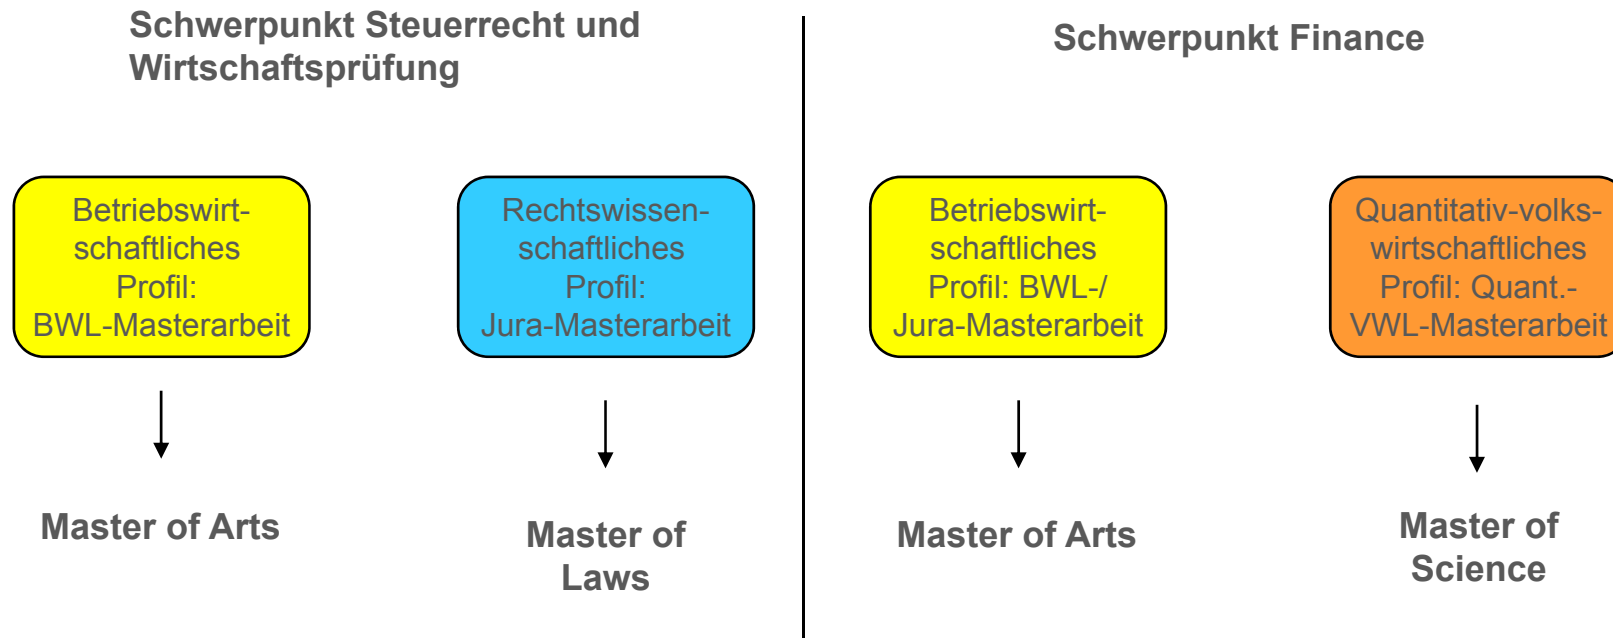 Schwerpunkt Steuerrecht und
Wirtschaftsprüfung
Betriebswirt-
schaftliches
Profil:
BWL-Masterarbeit
Master of Arts
Rechtswissen-
schaftliches
Profil:
Jura-Masterarbeit
Master of
Laws
Schwerpunkt Finance
Betriebswirt-
schaftliches
Profil: BWL-/
Jura-Masterarbeit
Master of Arts
Quantitativ-volks-
wirtschaftliches
Profil: Quant.-
VWL-Masterarbeit
Master of
Science